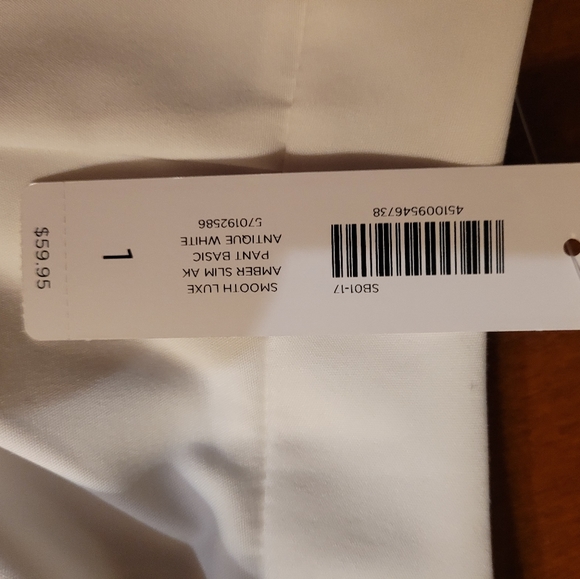 SB01-17
451009546738
SMOOTH LUXE
AMBER SLIM AK
PANT BASIC
ANTIQUE WHITE
570192586
1
$59.95